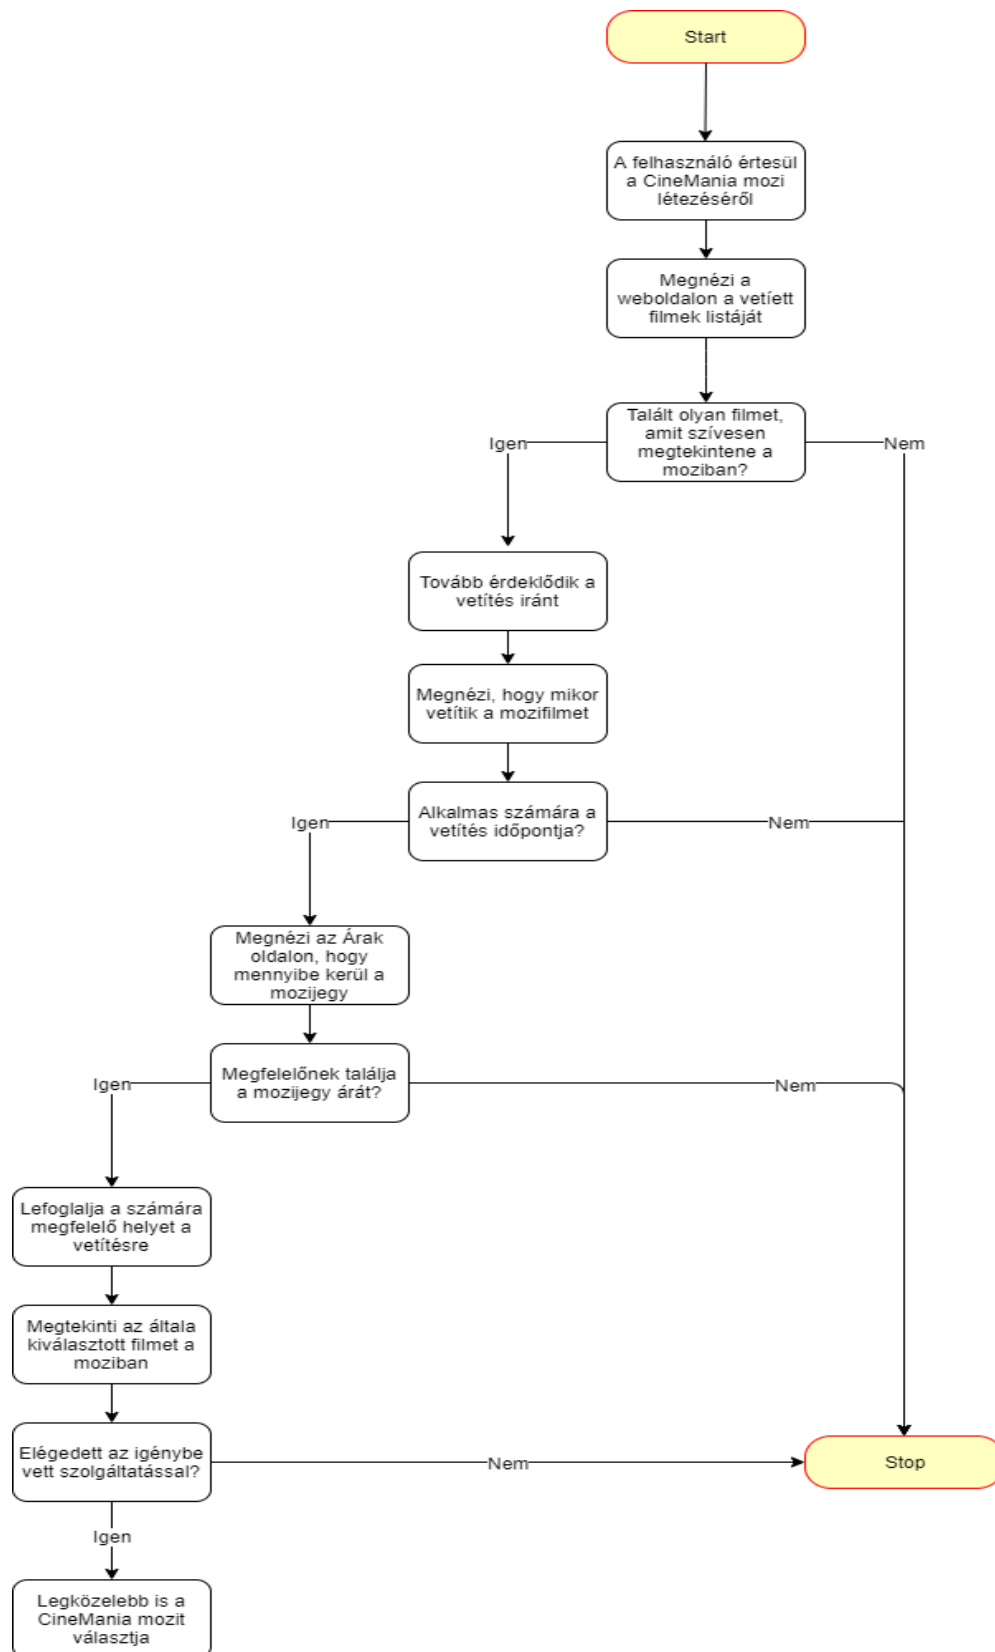 Start
A felhasználó értesül
a CineMania mozi
létezéséről
Megnézi a
weboldalon a vetíett
filmek listáját
Talált olyan filmet,
amit szívesen
megtekintene a
moziban?
Igen
Nem
Tovább érdeklődik a
vetítés iránt
Megnézi, hogy mikor
vetítik a mozifilmet
Alkalmas számára a
vetítés időpontja?
Igen
Nem
Megnézi az Árak
oldalon, hogy
mennyibe kerül a
mozijegy
Megfelelőnek találja
a mozijegy árát?
Igen
Nem
Lefoglalja a számára
megfelelő helyet a
vetítésre
Megtekinti az általa
kiválasztott filmet a
moziban
Elégedett az igénybe
vett szolgáltatással?
Nem
Stop
Igen
Legközelebb is a
CineMania mozit
választja